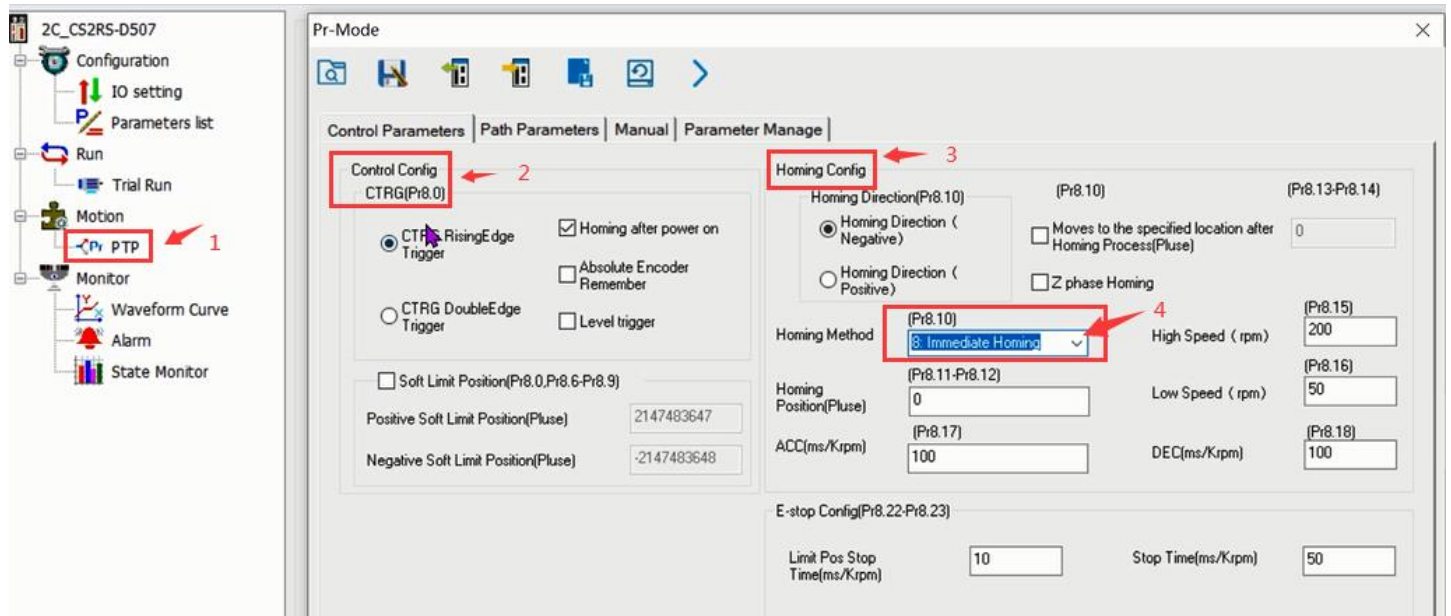 2C_CS2RS-D507
Configuration
IO setting
Parameters list
Run
Trial Run
Motion
PTP
1
Monitor
Waveform Curve
Alarm
State Monitor
Pr-Mode
Control Parameters
Path Parameters
Manual
Parameter Manage
Control Config
2
CTRG(Pr8.0)
RisingEdge
Trigger
Homing after power on
Absolute Encoder
Remember
CTRG DoubleEdge
Trigger
Level trigger
Soft Limit Position(Pr8.0,Pr8.6-Pr8.9)
Positive Soft Limit Position(Pluse)
2147483647
Negative Soft Limit Position(Pluse)
-2147483648
Homing Config
3
Homing Direction(Pr8.10)
Homing Direction (
Negative)
Homing Direction (
Positive)
(Pr8.10)
(Pr8.13-Pr8.14)
Moves to the specified location after
Homing Process(Pluse)
0
Z phase Homing
4
Homing Method
(Pr8.10)
8: Immediate Homing
(Pr8.15)
High Speed ( rpm)
200
Homing
Position(Pluse)
(Pr8.11-Pr8.12)
0
(Pr8.16)
Low Speed ( rpm)
50
ACC(ms/Krpm)
(Pr8.17)
100
(Pr8.18)
DEC(ms/Krpm)
100
E-stop Config(Pr8.22-Pr8.23)
Limit Pos Stop
Time(ms/Krpm)
10
Stop Time(ms/Krpm)
50